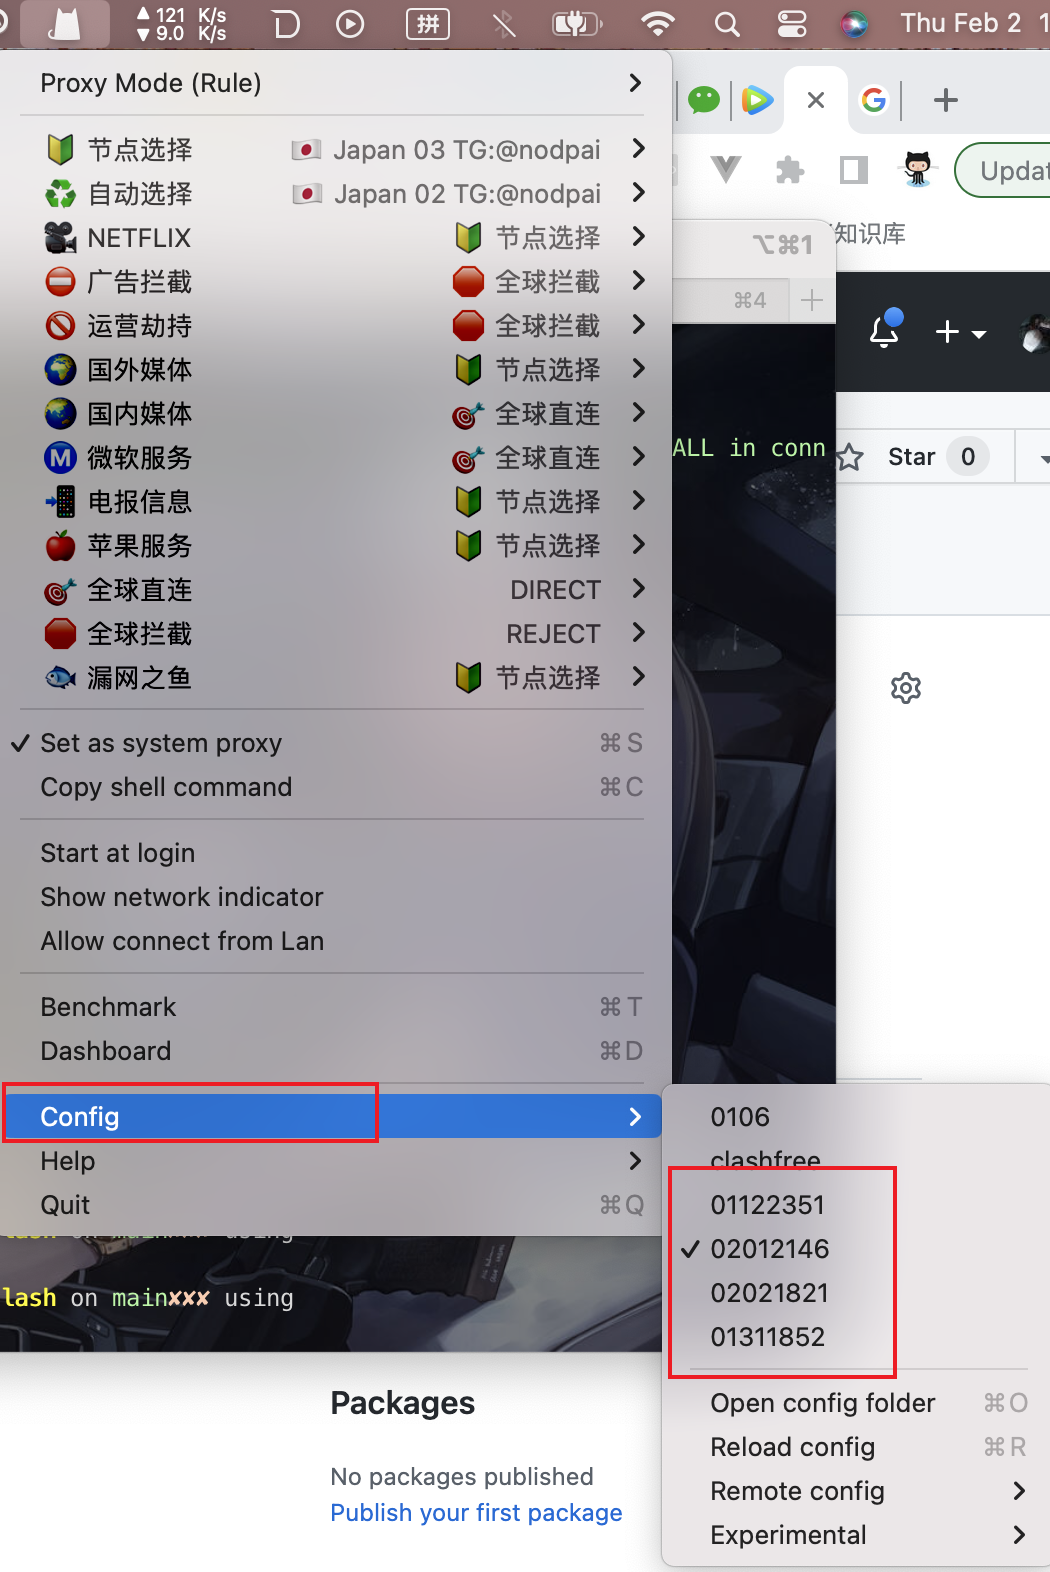 121 K/s
9.0 K/s
拼
Thu Feb 2 1
Proxy Mode (Rule)
节点选择 Japan 03 TG:@nodpai
自动选择 Japan 02 TG:@nodpai
NETFLIX 节点选择
广告拦截 全球拦截
运营劫持 全球拦截
国外媒体 节点选择
国内媒体 全球直连
M 微软服务 全球直连
电报信息 节点选择
苹果服务 节点选择
全球直连 DIRECT
全球拦截 REJECT
漏网之鱼 节点选择
Set as system proxy ⌘S
Copy shell command ⌘C
Start at login
Show network indicator
Allow connect from Lan
Benchmark ⌘T
Dashboard ⌘D
Config
Help
Quit ⌘Q
0106
clashfree
01122351
02012146
02021821
01311852
Open config folder ⌘O
Reload config ⌘R
Remote config
Experimental
Updat
知识库
⌥⌘1
⌘4
ALL in conn
Star 0
lash on main✘✘✘ using
lash on main✘✘✘ using
Packages
No packages published
Publish your first package